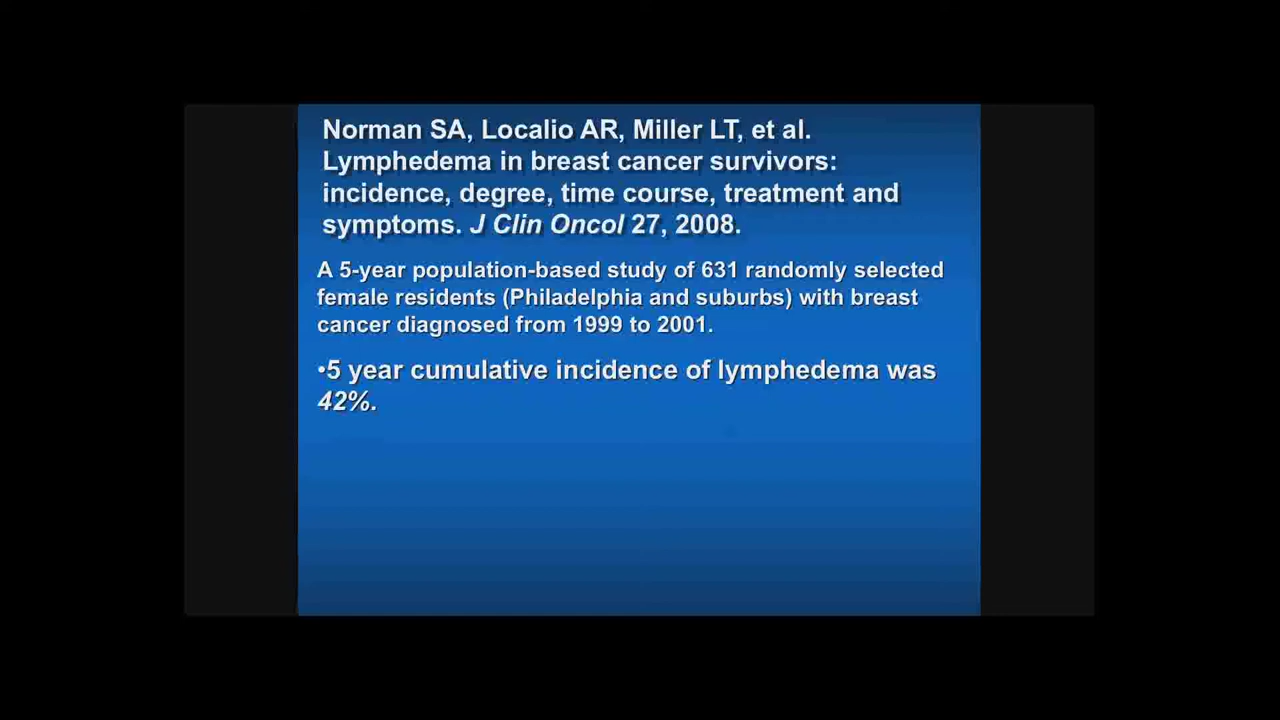 Norman SA, Localio AR, Miller LT, et al.
Lymphedema in breast cancer survivors:
incidence, degree, time course, treatment and
symptoms. J Clin Oncol 27, 2008.
A 5-year population-based study of 631 randomly selected
female residents (Philadelphia and suburbs) with breast
cancer diagnosed from 1999 to 2001.
•5 year cumulative incidence of lymphedema was
42%.